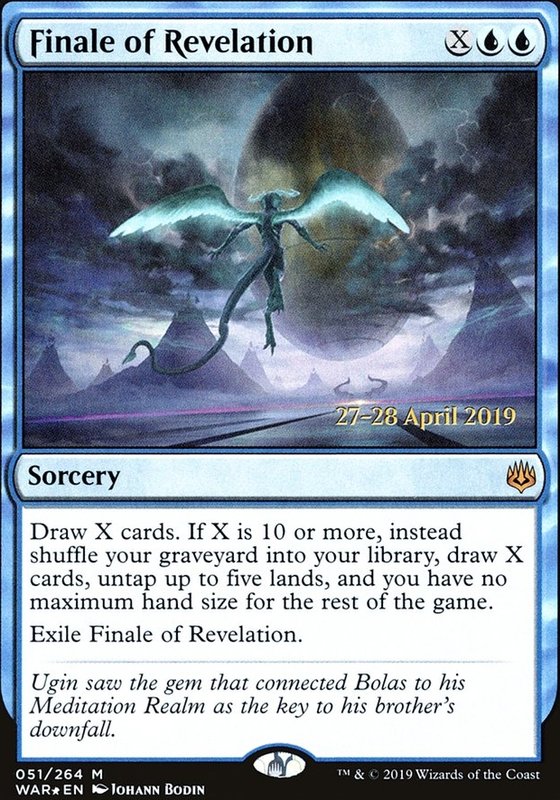 Finale of Revelation X
27–28 April 2019
Sorcery
Draw X cards. If X is 10 or more, instead
shuffle your graveyard into your library, draw X
cards, untap up to five lands, and you have no
maximum hand size for the rest of the game.
Exile Finale of Revelation.
Ugin saw the gem that connected Bolas to his
Meditation Realm as the key to his brother's
downfall.
051/264 M
WAR★EN Johann Bodin
™ & © 2019 Wizards of the Coast